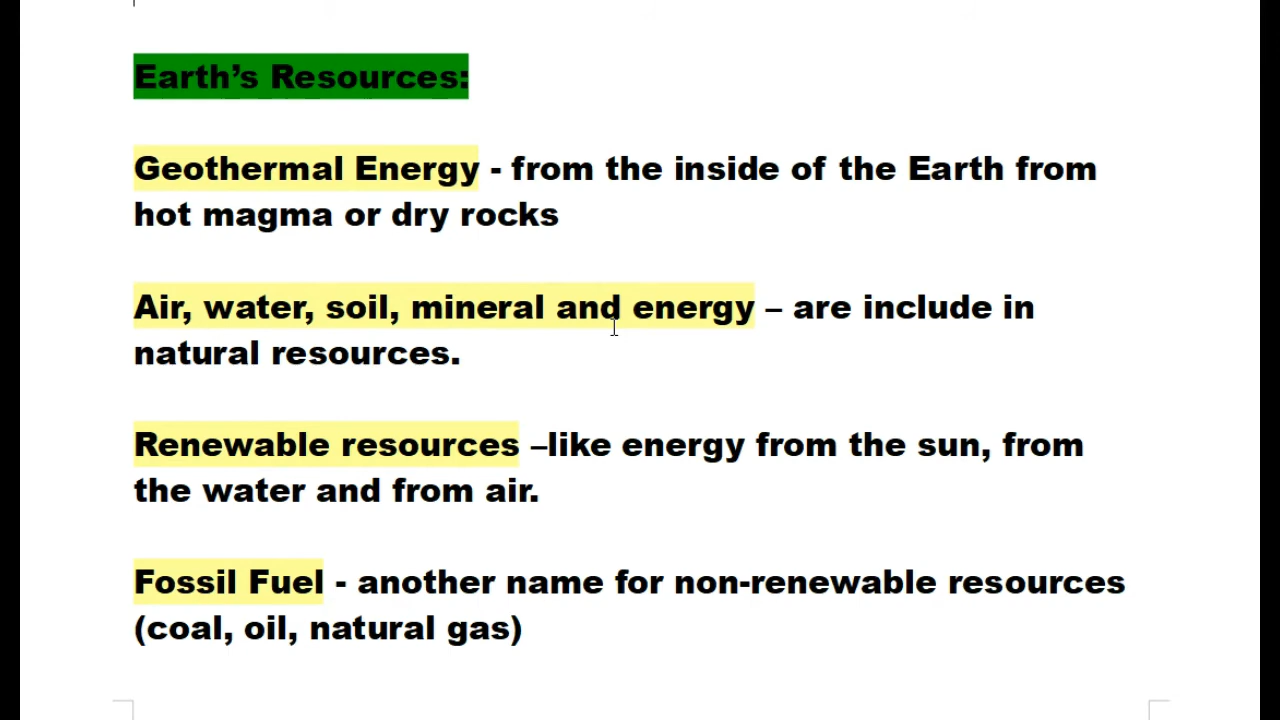 Earth’s Resources:
Geothermal Energy - from the inside of the Earth from
hot magma or dry rocks
Air, water, soil, mineral and energy – are include in
natural resources.
Renewable resources –like energy from the sun, from
the water and from air.
Fossil Fuel - another name for non-renewable resources
(coal, oil, natural gas)